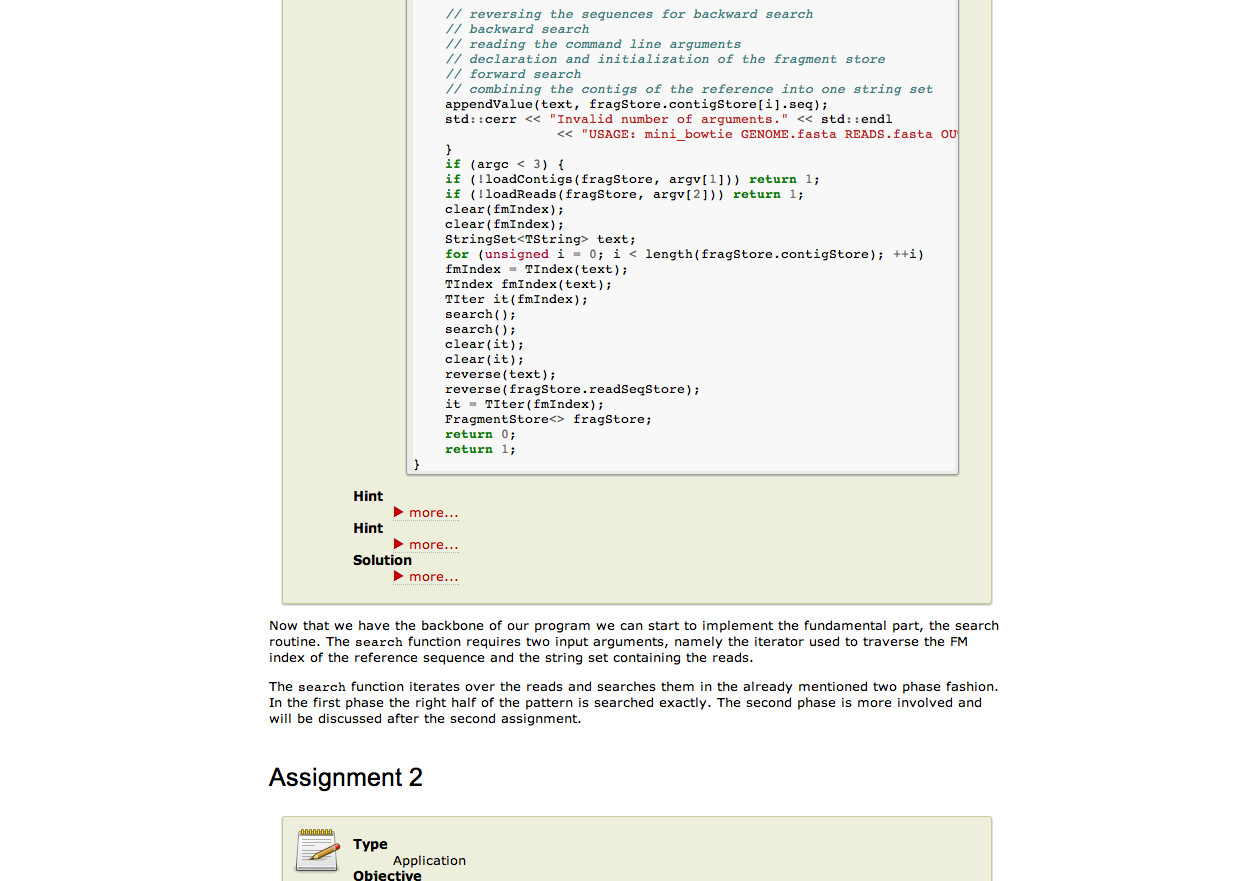 // reversing the sequences for backward search
// backward search
// reading the command line arguments
// declaration and initialization of the fragment store
// forward search
// combining the contigs of the reference into one string set
appendValue(text, fragStore.contigStore[i].seq);
std::cerr << "Invalid number of arguments." << std::endl
<< "USAGE: mini_bowtie GENOME.fasta READS.fasta OU
}
if (argc < 3) {
if (!loadContigs(fragStore, argv[1])) return 1;
if (!loadReads(fragStore, argv[2])) return 1;
clear(fmIndex);
clear(fmIndex);
StringSet<TString> text;
for (unsigned i = 0; i < length(fragStore.contigStore); ++i)
fmIndex = TIndex(text);
TIndex fmIndex(text);
TIter it(fmIndex);
search();
search();
clear(it);
clear(it);
reverse(text);
reverse(fragStore.readSeqStore);
it = TIter(fmIndex);
FragmentStore<> fragStore;
return 0;
return 1;
}
Hint
more...
Hint
more...
Solution
more...
Now that we have the backbone of our program we can start to implement the fundamental part, the search
routine. The search function requires two input arguments, namely the iterator used to traverse the FM
index of the reference sequence and the string set containing the reads.
The search function iterates over the reads and searches them in the already mentioned two phase fashion.
In the first phase the right half of the pattern is searched exactly. The second phase is more involved and
will be discussed after the second assignment.
Assignment 2
Type
Application
Objective